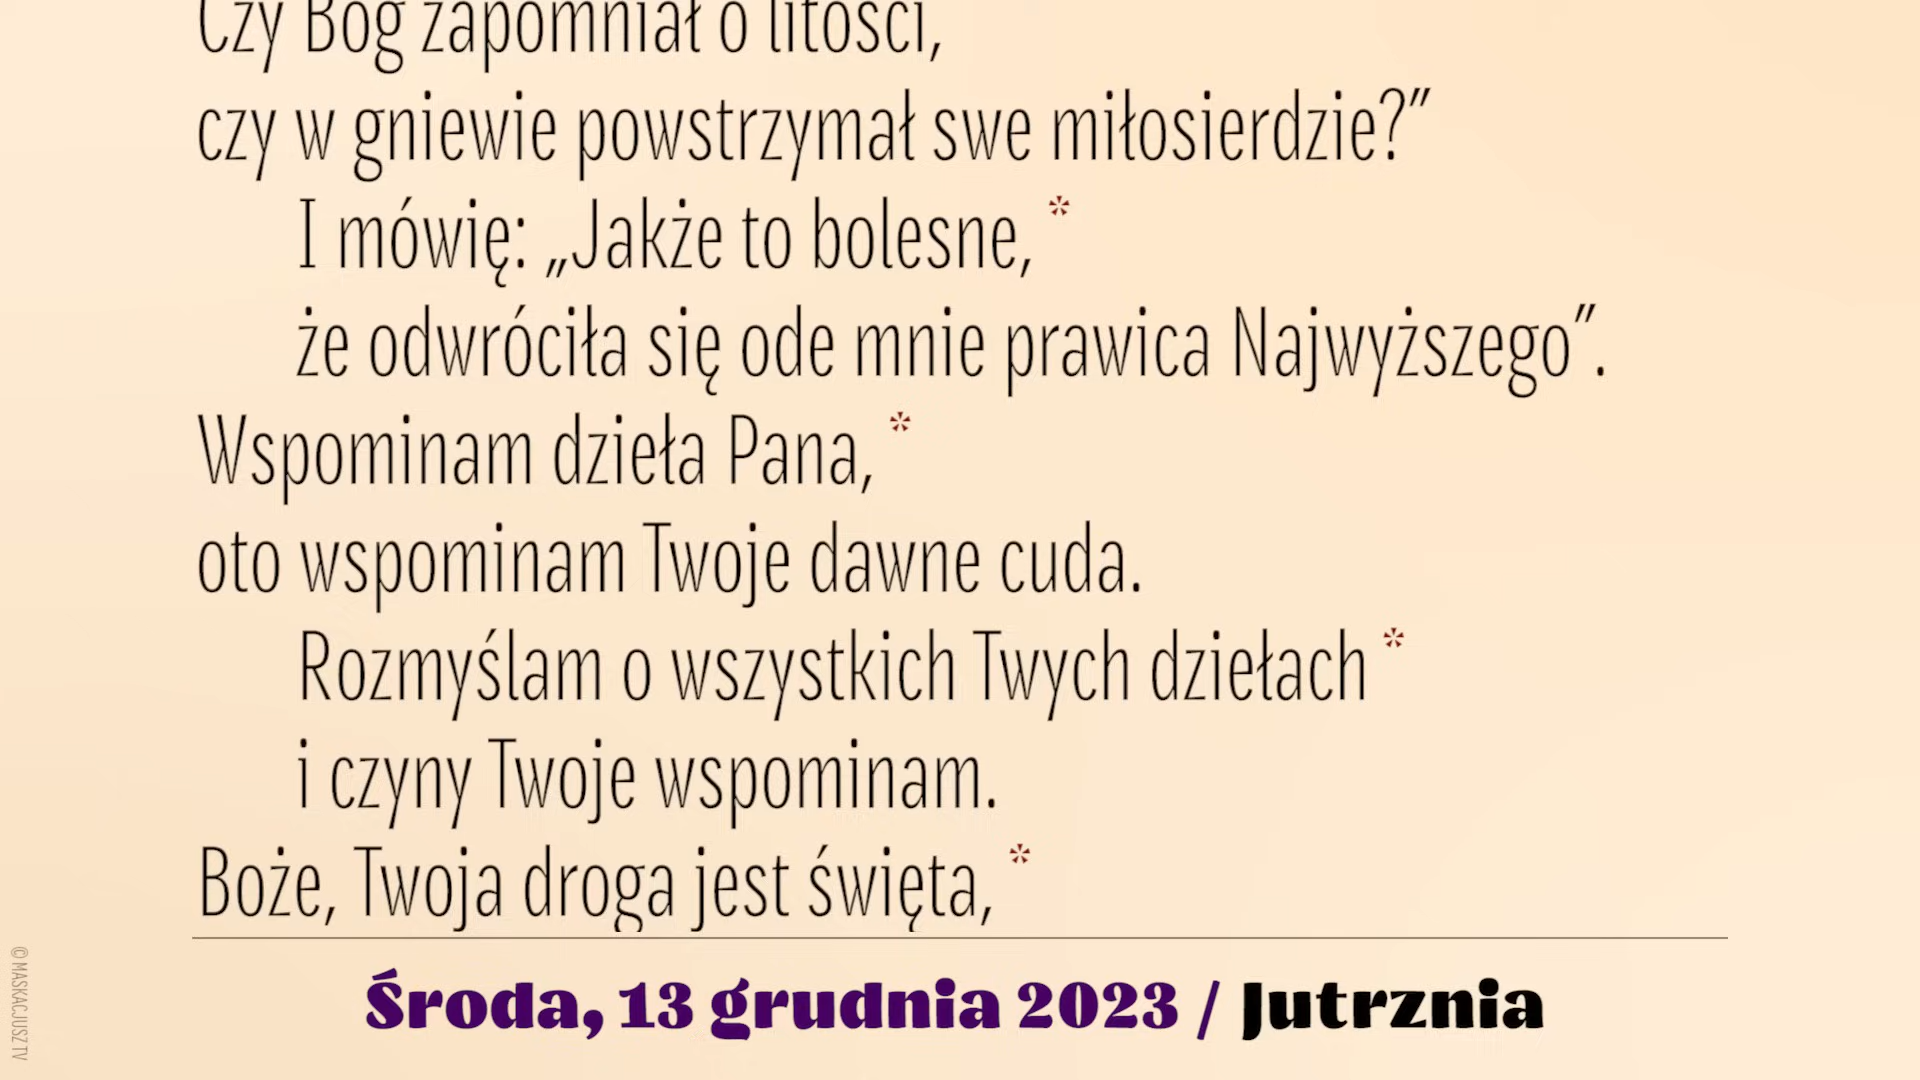 Czy Bóg zapomniał o litości,
czy w gniewie powstrzymał swe miłosierdzie?”
I mówię: „Jakże to bolesne, *
że odwróciła się ode mnie prawica Najwyższego”.
Wspominam dzieła Pana, *
oto wspominam Twoje dawne cuda.
Rozmyślam o wszystkich Twych dziełach *
i czyny Twoje wspominam.
Boże, Twoja droga jest święta, *
Środa, 13 grudnia 2023 / Jutrznia
© MASKACJUSZ TV